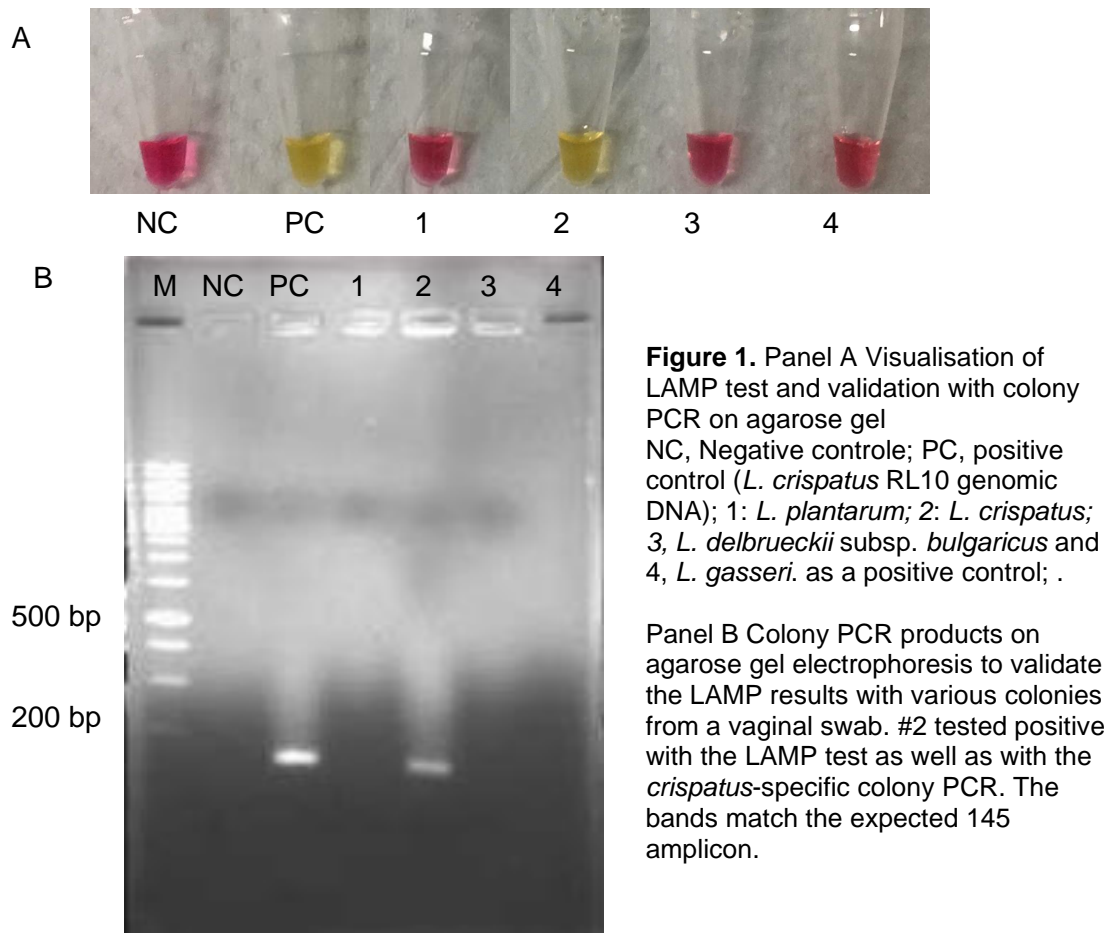 A
NC PC 1 2 3 4
B
M NC PC 1 2 3 4
500 bp
200 bp
Figure 1. Panel A Visualisation of
LAMP test and validation with colony
PCR on agarose gel
NC, Negative controle; PC, positive
control (L. crispatus RL10 genomic
DNA); 1: L. plantarum; 2: L. crispatus;
3, L. delbrueckii subsp. bulgaricus and
4, L. gasseri. as a positive control; .
Panel B Colony PCR products on
agarose gel electrophoresis to validate
the LAMP results with various colonies
from a vaginal swab. #2 tested positive
with the LAMP test as well as with the
crispatus-specific colony PCR. The
bands match the expected 145
amplicon.